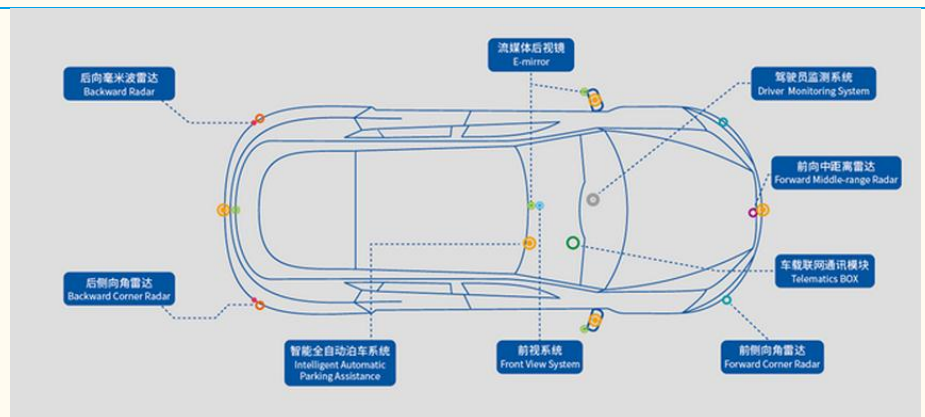 流媒体后视镜
E-mirror
后向毫米波雷达
Backward Radar
驾驶员监测系统
Driver Monitoring System
前向中距离雷达
Forward Middle-range Radar
后侧向角雷达
Backward Corner Radar
车载联网通讯模块
Telematics BOX
智能全自动泊车系统
Intelligent Automatic
Parking Assistance
前视系统
Front View System
前侧向角雷达
Forward Corner Radar